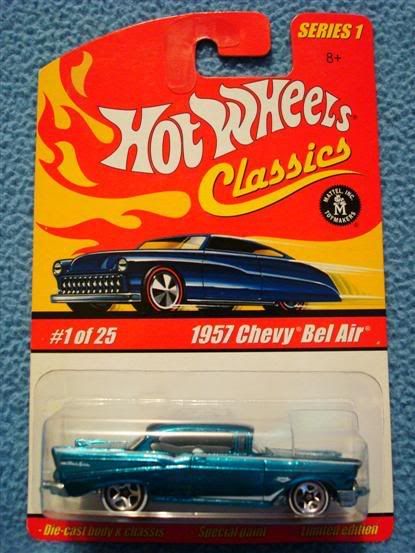 SERIES 1
8+
HOT WHEELS
Classics
MATTEL, INC.
M
TOYMAKERS
#1 of 25
1957 Chevy® Bel Air®
• Die-cast body & chassis • Special paint • Limited edition